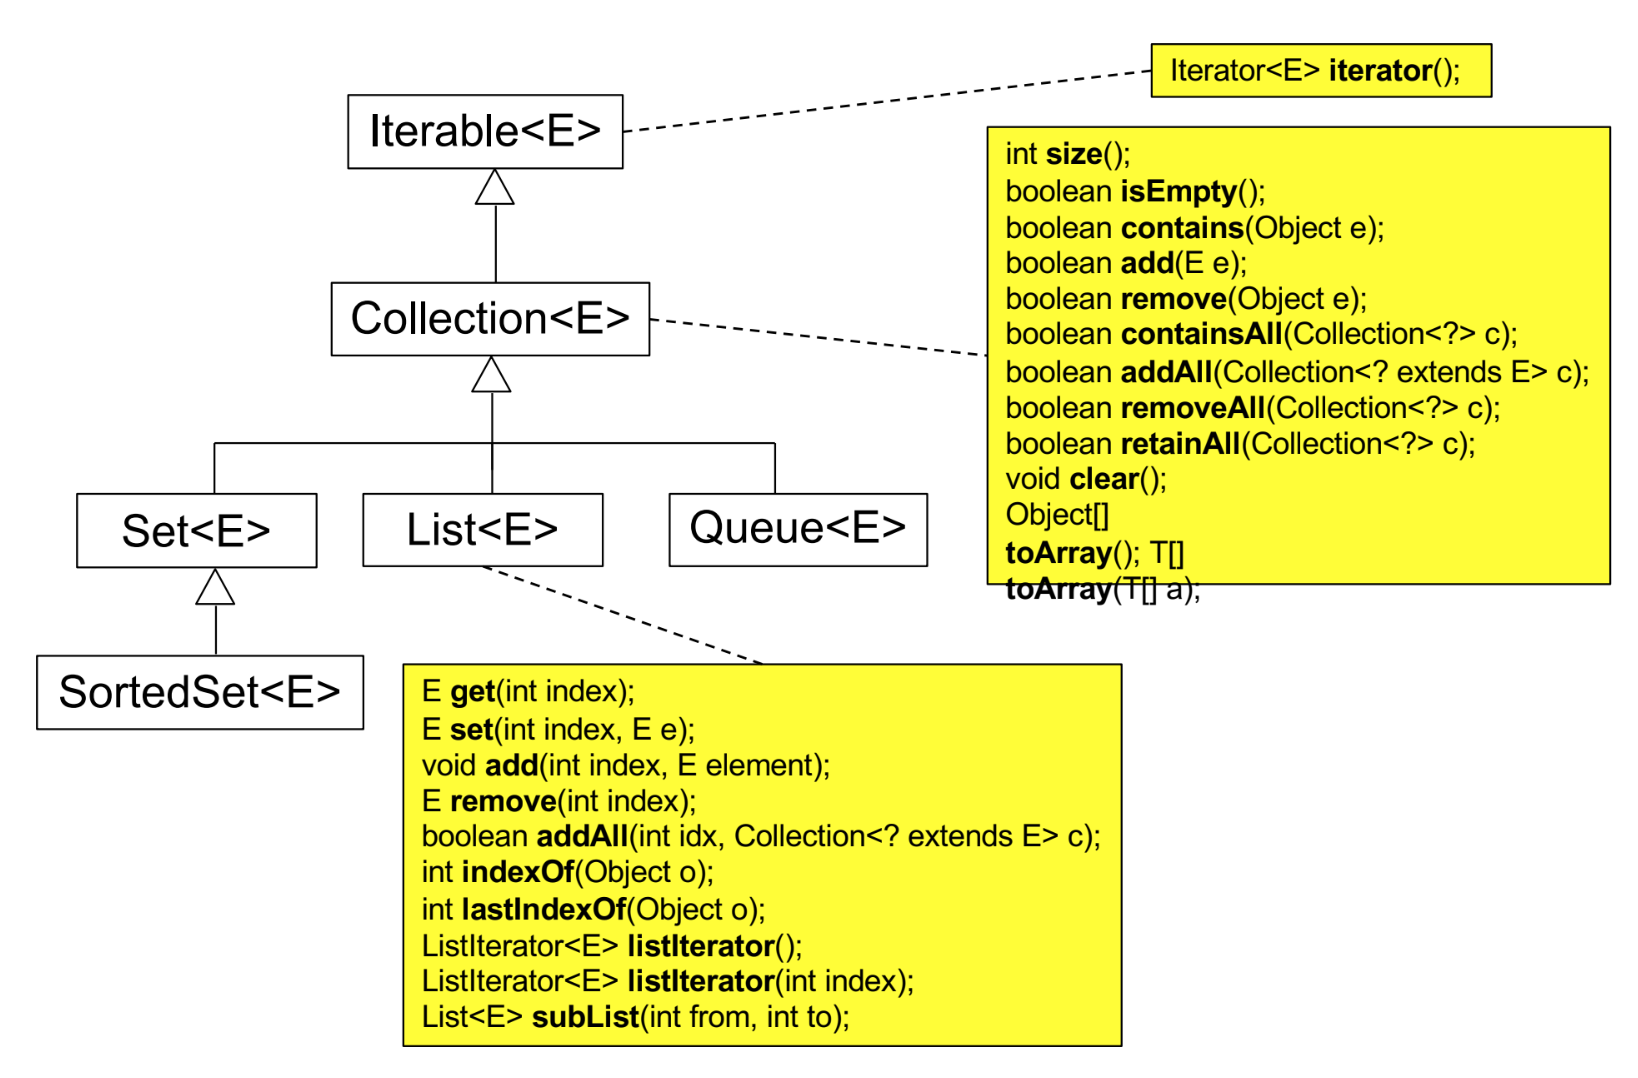 Iterator<E> iterator();
Iterable<E>
int size();
boolean isEmpty();
boolean contains(Object e);
boolean add(E e);
boolean remove(Object e);
boolean containsAll(Collection<?> c);
boolean addAll(Collection<? extends E> c);
boolean removeAll(Collection<?> c);
boolean retainAll(Collection<?> c);
void clear();
Object[]
toArray(); T[]
toArray(T[] a);
Collection<E>
Set<E>
List<E>
Queue<E>
SortedSet<E>
E get(int index);
E set(int index, E e);
void add(int index, E element);
E remove(int index);
boolean addAll(int idx, Collection<? extends E> c);
int indexOf(Object o);
int lastIndexOf(Object o);
ListIterator<E> listIterator();
ListIterator<E> listIterator(int index);
List<E> subList(int from, int to);